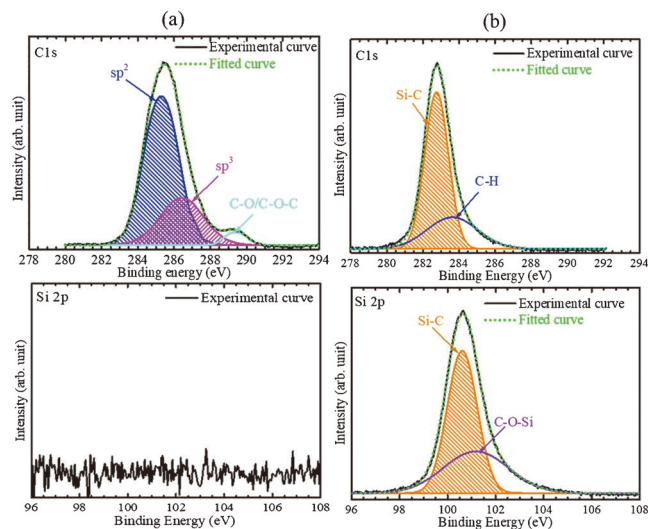 (a)
(b)
C1s
Experimental curve
Fitted curve
sp2
sp3
C-O/C-O-C
Intensity (arb. unit)
278 280 282 284 286 288 290 292 294
Binding energy (eV)
C1s
Experimental curve
Fitted curve
Si-C
C-H
Intensity (arb. unit)
278 280 282 284 286 288 290 292 294
Binding Energy (eV)
Si 2p
Experimental curve
Intensity (arb. unit)
96 98 100 102 104 106 108
Binding Energy (eV)
Si 2p
Experimental curve
Fitted curve
Si-C
C-O-Si
Intensity (arb. unit)
96 98 100 102 104 106 108
Binding Energy (eV)